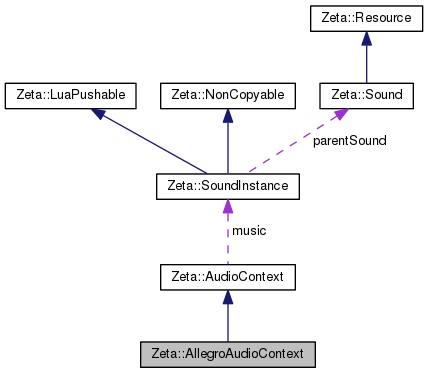 Zeta::Resource
Zeta::LuaPushable
Zeta::NonCopyable
Zeta::Sound
parentSound
Zeta::SoundInstance
music
Zeta::AudioContext
Zeta::AllegroAudioContext